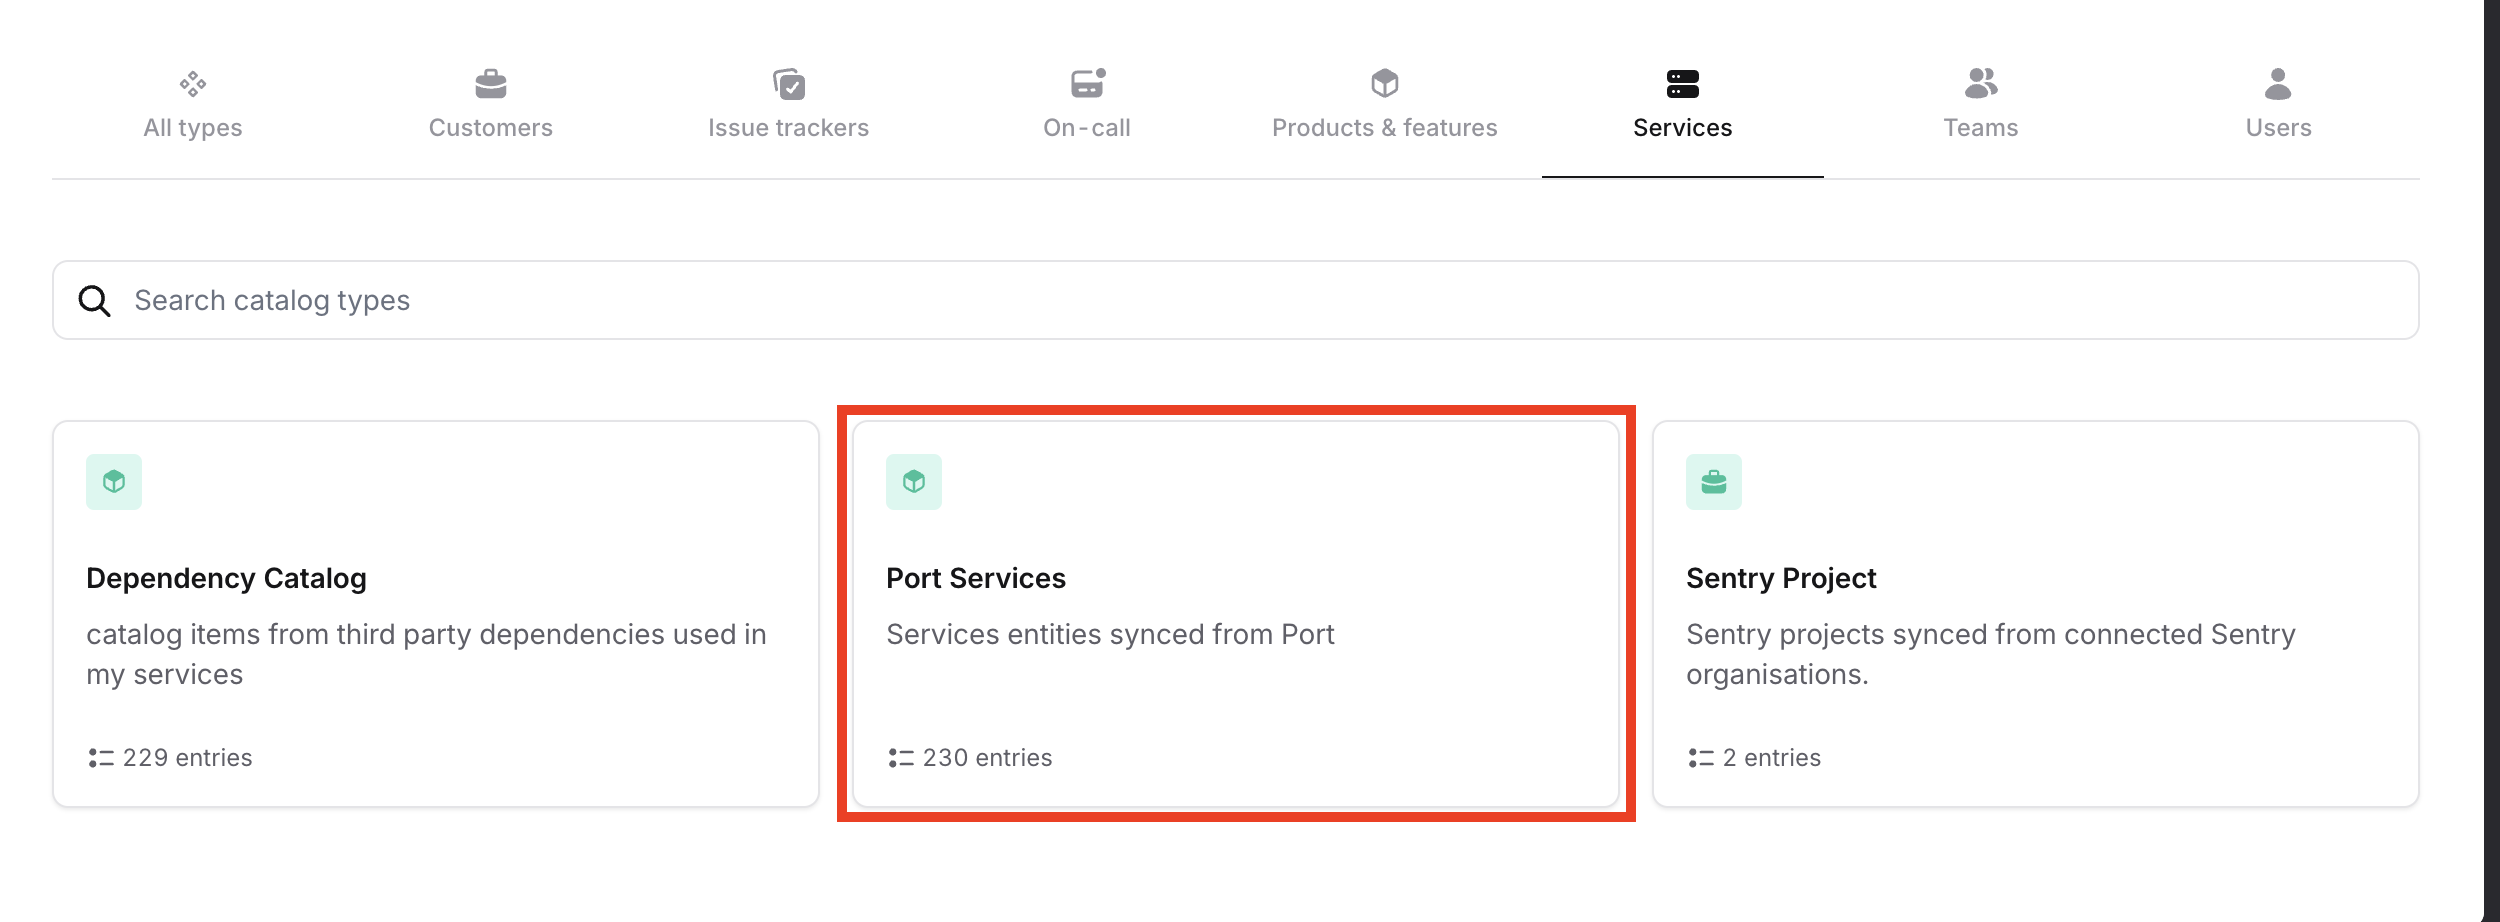 All types
Customers
Issue trackers
On-call
Products & features
Services
Teams
Users
Search catalog types
Dependency Catalog
catalog items from third party dependencies used in
my services
229 entries
Port Services
Services entities synced from Port
230 entries
Sentry Project
Sentry projects synced from connected Sentry
organisations.
2 entries